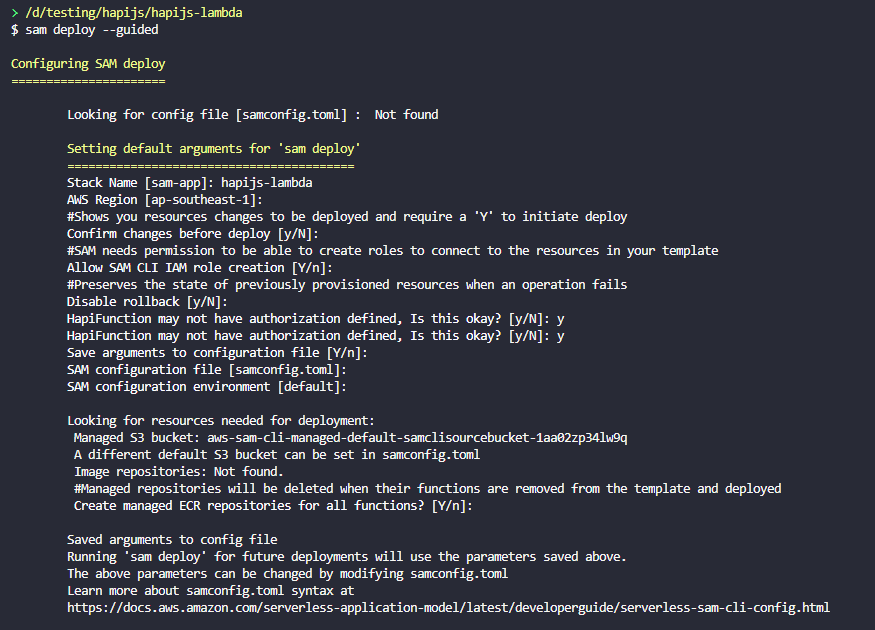 > /d/testing/hapijs/hapijs-lambda
$ sam deploy --guided
Configuring SAM deploy
======================
Looking for config file [samconfig.toml] :  Not found
Setting default arguments for 'sam deploy'
=========================================
Stack Name [sam-app]: hapijs-lambda
AWS Region [ap-southeast-1]:
#Shows you resources changes to be deployed and require a 'Y' to initiate deploy
Confirm changes before deploy [y/N]:
#SAM needs permission to be able to create roles to connect to the resources in your template
Allow SAM CLI IAM role creation [Y/n]:
#Preserves the state of previously provisioned resources when an operation fails
Disable rollback [y/N]:
HapiFunction may not have authorization defined, Is this okay? [y/N]: y
HapiFunction may not have authorization defined, Is this okay? [y/N]: y
Save arguments to configuration file [Y/n]:
SAM configuration file [samconfig.toml]:
SAM configuration environment [default]:
Looking for resources needed for deployment:
Managed S3 bucket: aws-sam-cli-managed-default-samclisourcebucket-1aa02zp34lw9q
A different default S3 bucket can be set in samconfig.toml
Image repositories: Not found.
#Managed repositories will be deleted when their functions are removed from the template and deployed
Create managed ECR repositories for all functions? [Y/n]:
Saved arguments to config file
Running 'sam deploy' for future deployments will use the parameters saved above.
The above parameters can be changed by modifying samconfig.toml
Learn more about samconfig.toml syntax at
https://docs.aws.amazon.com/serverless-application-model/latest/developerguide/serverless-sam-cli-config.html